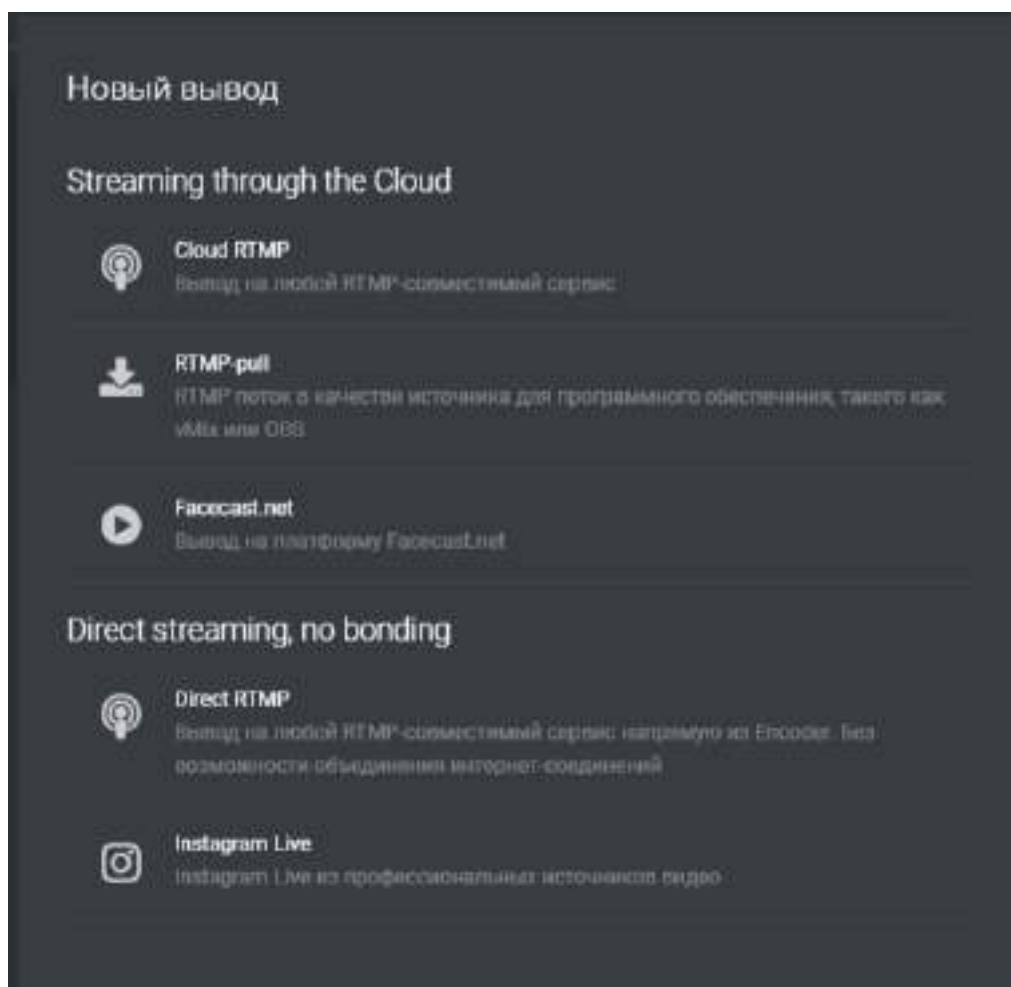 Новый вывод
Streaming through the Cloud
Cloud RTMP
Вывод на любой RTMP-совместимый сервис
RTMP-pull
RTMP поток в качестве источника для программного обеспечения, такого как
vMix или OBS
Facecast.net
Вывод на платформу Facecast.net
Direct streaming, no bonding
Direct RTMP
Вывод на любой RTMP-совместимый сервис напрямую из Encoder. Без
возможности объединения интернет-соединений
Instagram Live
Instagram Live из профессиональных источников видео